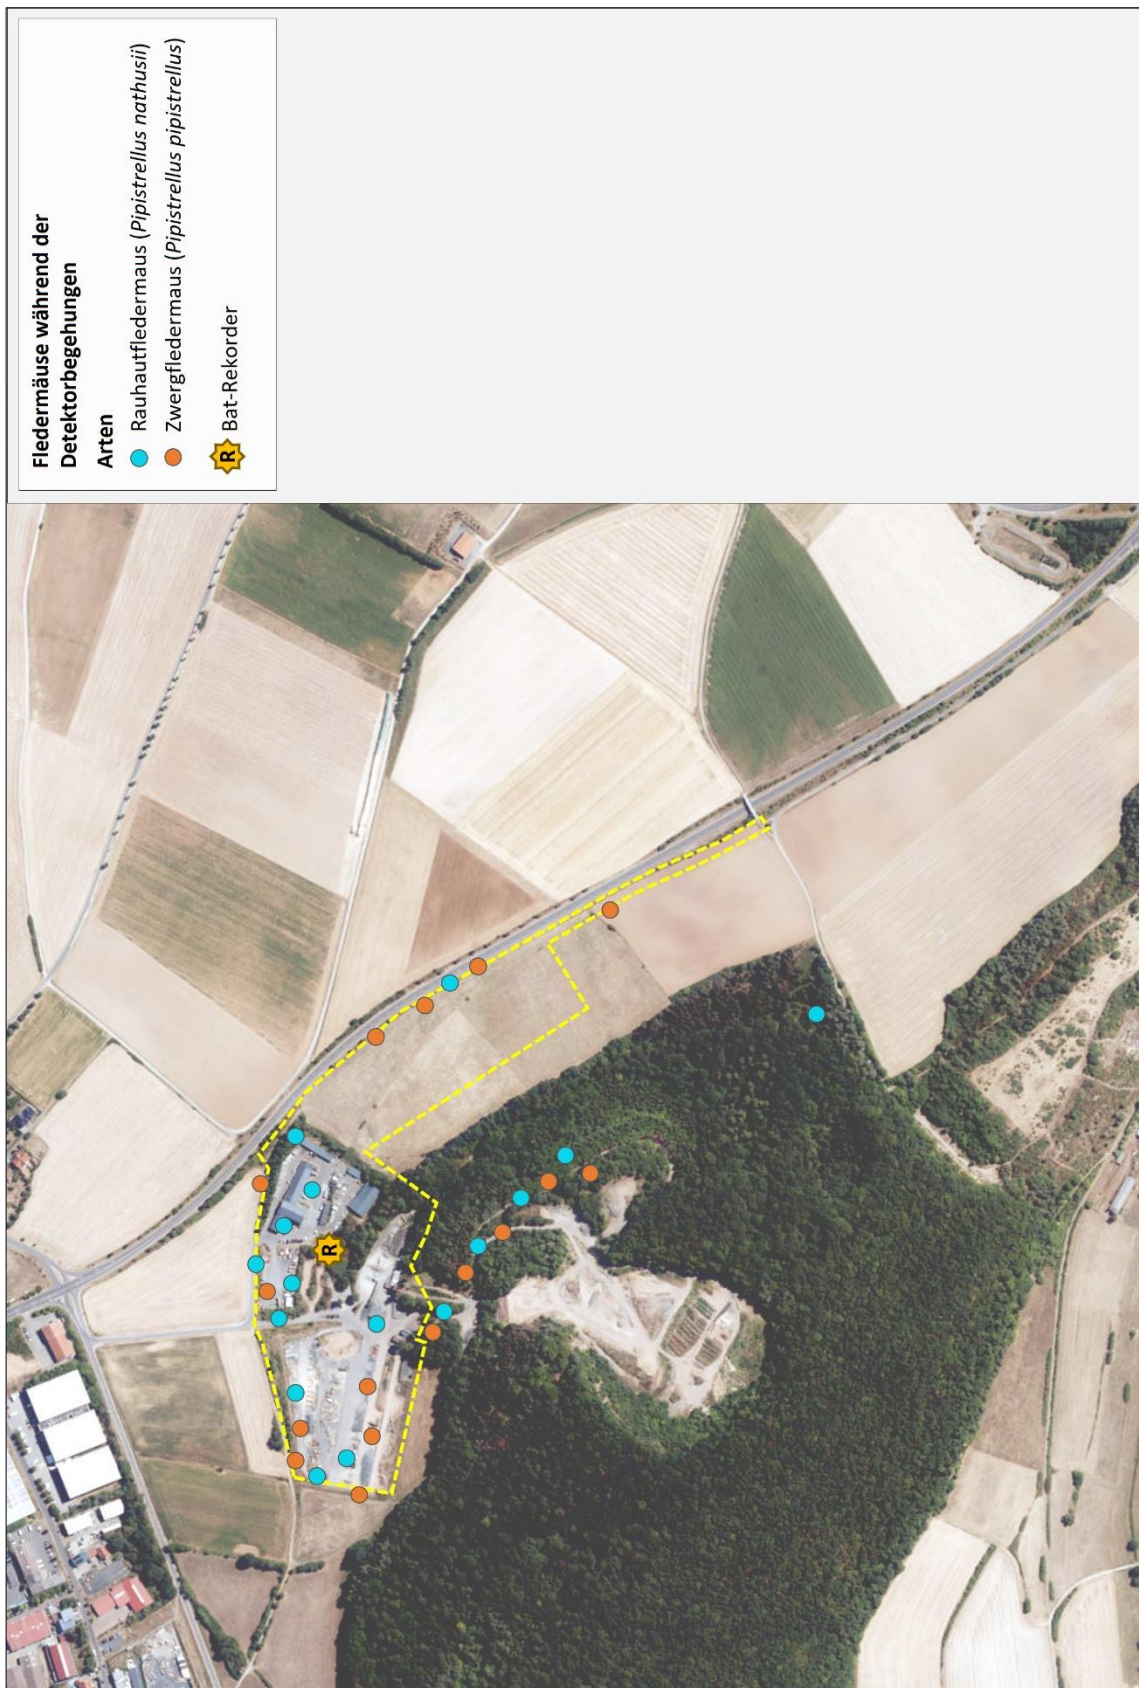 Fledermäuse während der
Detektorbegehungen
Arten
Rauhautfledermaus (Pipistrellus nathusii)
Zwergfledermaus (Pipistrellus pipistrellus)
R Bat-Rekorder
R